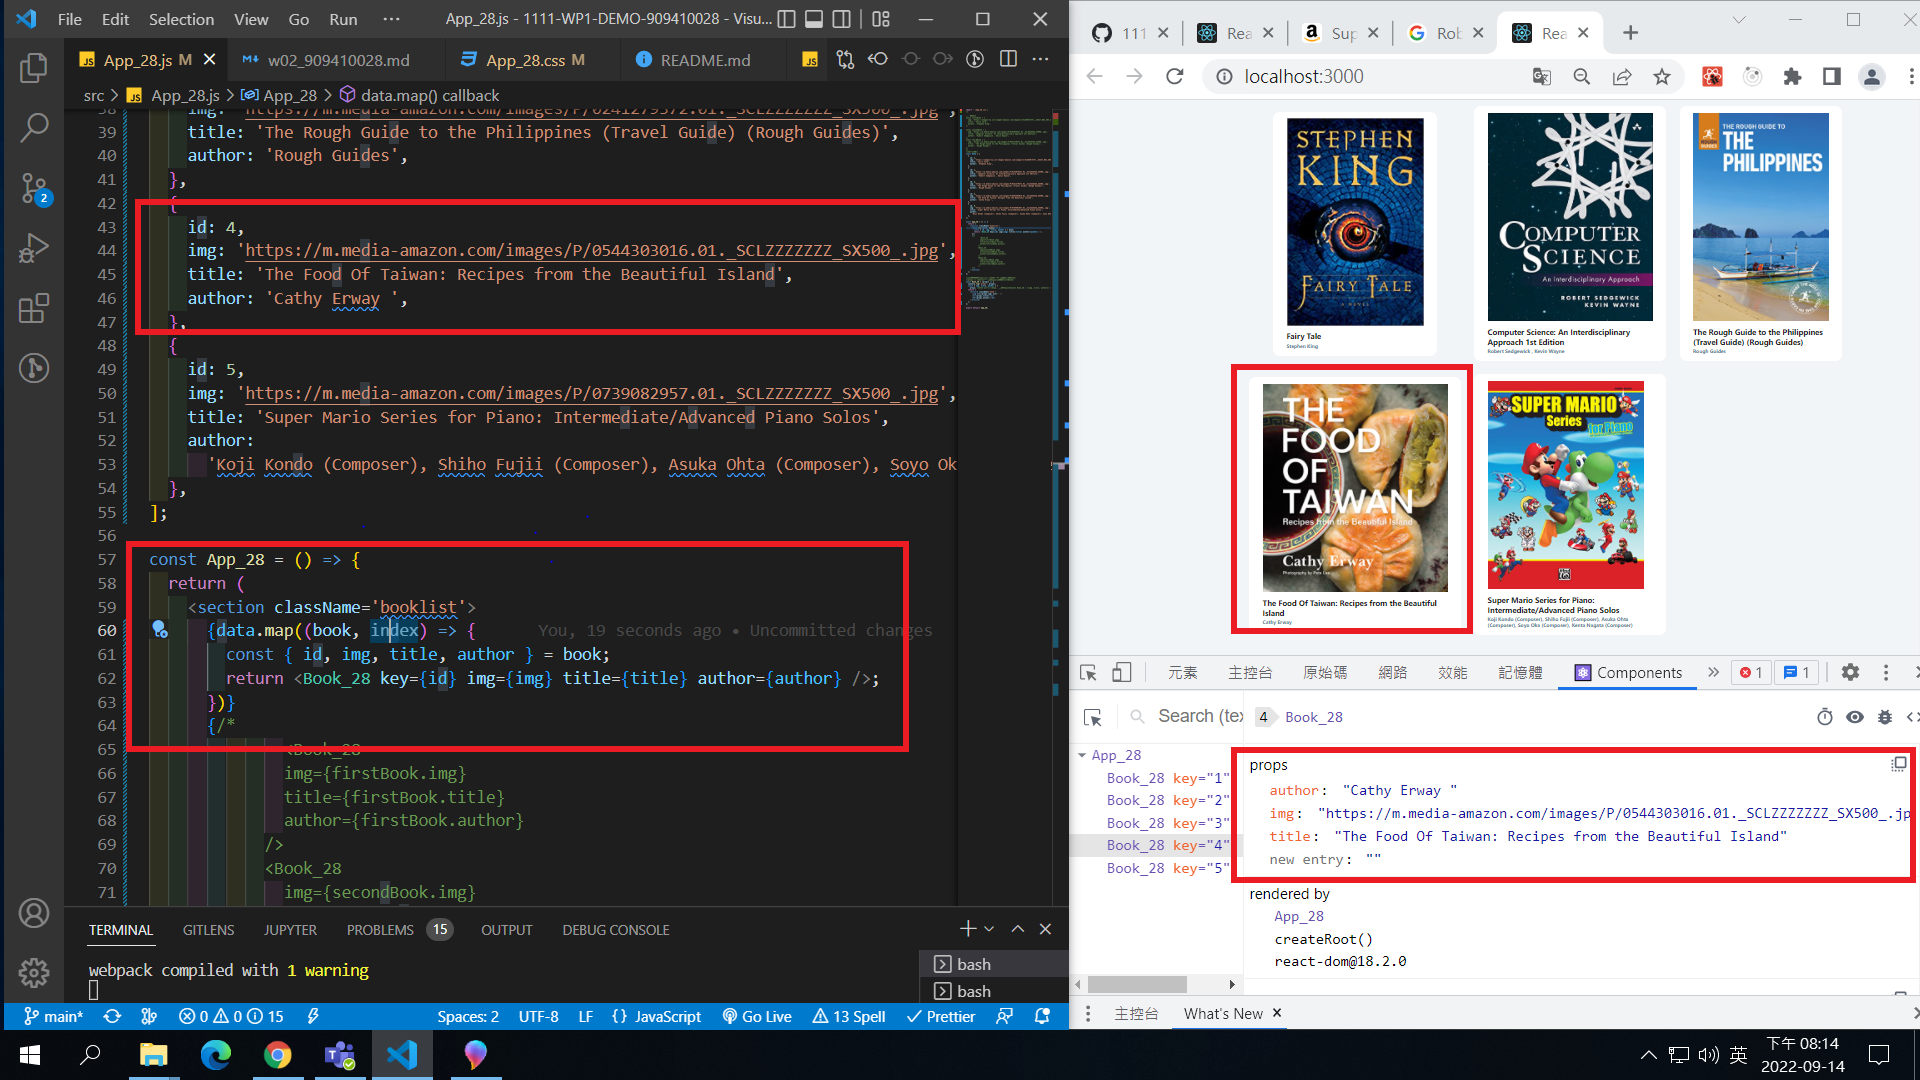 File Edit Selection View Go Run ··· App_28.js - 1111-WP1-DEMO-909410028 - Visu...
App_28.js M w02_909410028.md App_28.css M README.md
src > App_28.js > App_28 > data.map() callback
39 title: 'The Rough Guide to the Philippines (Travel Guide) (Rough Guides)',
40 author: 'Rough Guides',
41 },
42 {
43 id: 4,
44 img: 'https://m.media-amazon.com/images/P/0544303016.01._SCLZZZZZZZ_SX500_.jpg',
45 title: 'The Food Of Taiwan: Recipes from the Beautiful Island',
46 author: 'Cathy Erway ',
47 },
48 {
49 id: 5,
50 img: 'https://m.media-amazon.com/images/P/0739082957.01._SCLZZZZZZZ_SX500_.jpg',
51 title: 'Super Mario Series for Piano: Intermediate/Advanced Piano Solos',
52 author:
53 'Koji Kondo (Composer), Shiho Fujii (Composer), Asuka Ohta (Composer), Soyo Ok
54 },
55 ];
56
57 const App_28 = () => {
58 return (
59 <section className='booklist'>
60 {data.map((book, index) => { You, 19 seconds ago • Uncommitted changes
61 const { id, img, title, author } = book;
62 return <Book_28 key={id} img={img} title={title} author={author} />;
63 })}
64 {/*
65 <Book_28
66 img={firstBook.img}
67 title={firstBook.title}
68 author={firstBook.author}
69 />
70 <Book_28
71 img={secondBook.img}
TERMINAL GITLENS JUPYTER PROBLEMS 15 OUTPUT DEBUG CONSOLE
webpack compiled with 1 warning
bash
bash
2
main* 0 0 15 Spaces: 2 UTF-8 LF {} JavaScript Go Live 13 Spell Prettier
111 Rea Sup Rob Rea
localhost:3000
STEPHEN
KING
FAIRY TALE
A NOVEL
Fairy Tale
Stephen King
COMPUTER
SCIENCE
An Interdisciplinary Approach
ROBERT SEDGEWICK
KEVIN WAYNE
Computer Science: An Interdisciplinary
Approach 1st Edition
Robert Sedgewick , Kevin Wayne
THE ROUGH GUIDE TO
THE
PHILIPPINES
The Rough Guide to the Philippines
(Travel Guide) (Rough Guides)
Rough Guides
THE
FOOD
OF
TAIWAN
Recipes from the Beautiful Island
Cathy Erway
The Food Of Taiwan: Recipes from the Beautiful
Island
Cathy Erway
SUPER MARIO
Series
for Piano
Super Mario Series for Piano:
Intermediate/Advanced Piano Solos
Koji Kondo (Composer), Shiho Fujii (Composer), Asuka Ohta
(Composer), Soyo Oka (Composer), Kenta Nagata (Composer)
元素 主控台 原始碼 網路 效能 記憶體 Components 1 1
Search (tex 4 Book_28
App_28
Book_28 key="1"
Book_28 key="2"
Book_28 key="3"
Book_28 key="4"
Book_28 key="5"
props
author: "Cathy Erway "
img: "https://m.media-amazon.com/images/P/0544303016.01._SCLZZZZZZZ_SX500_.jp
title: "The Food Of Taiwan: Recipes from the Beautiful Island"
new entry: ""
rendered by
App_28
createRoot()
react-dom@18.2.0
主控台 What's New
英 下午 08:14
2022-09-14